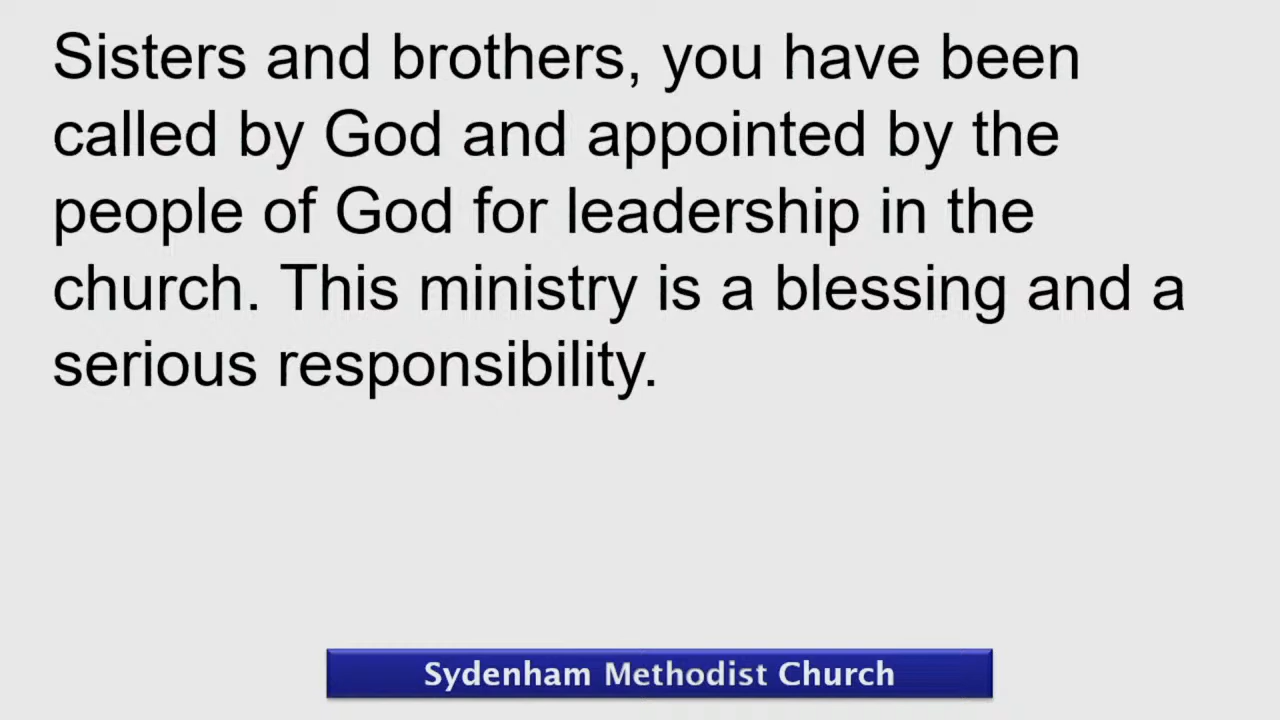 Sisters and brothers, you have been
called by God and appointed by the
people of God for leadership in the
church. This ministry is a blessing and a
serious responsibility.
Sydenham Methodist Church